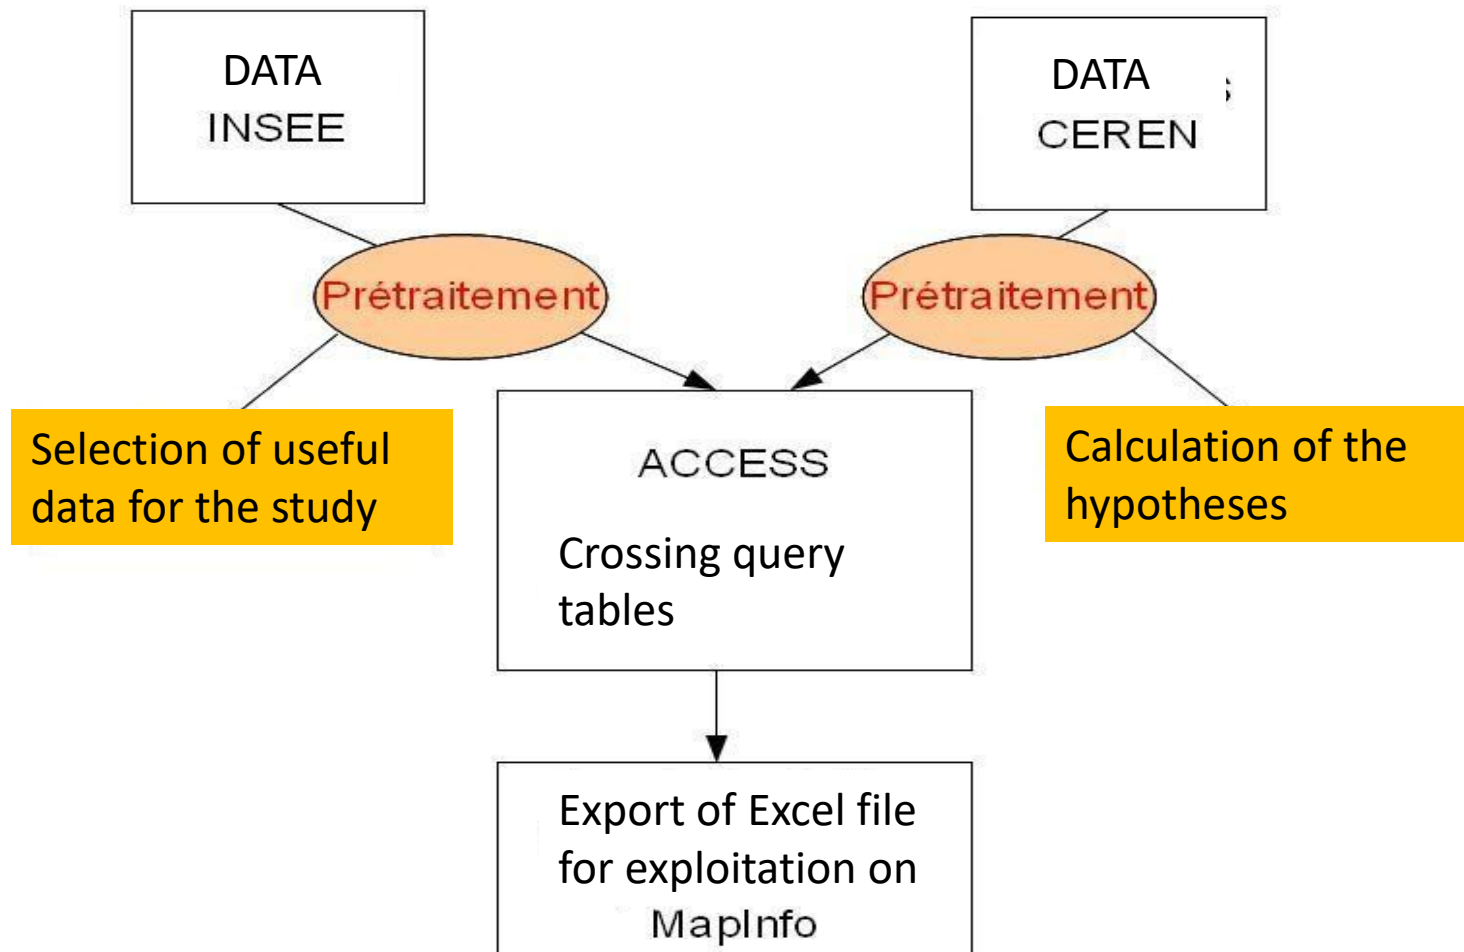 DATA
INSEE
DATA
CEREN
Prétraitement
Prétraitement
Selection of useful
data for the study
ACCESS
Crossing query
tables
Calculation of the
hypotheses
Export of Excel file
for exploitation on
MapInfo